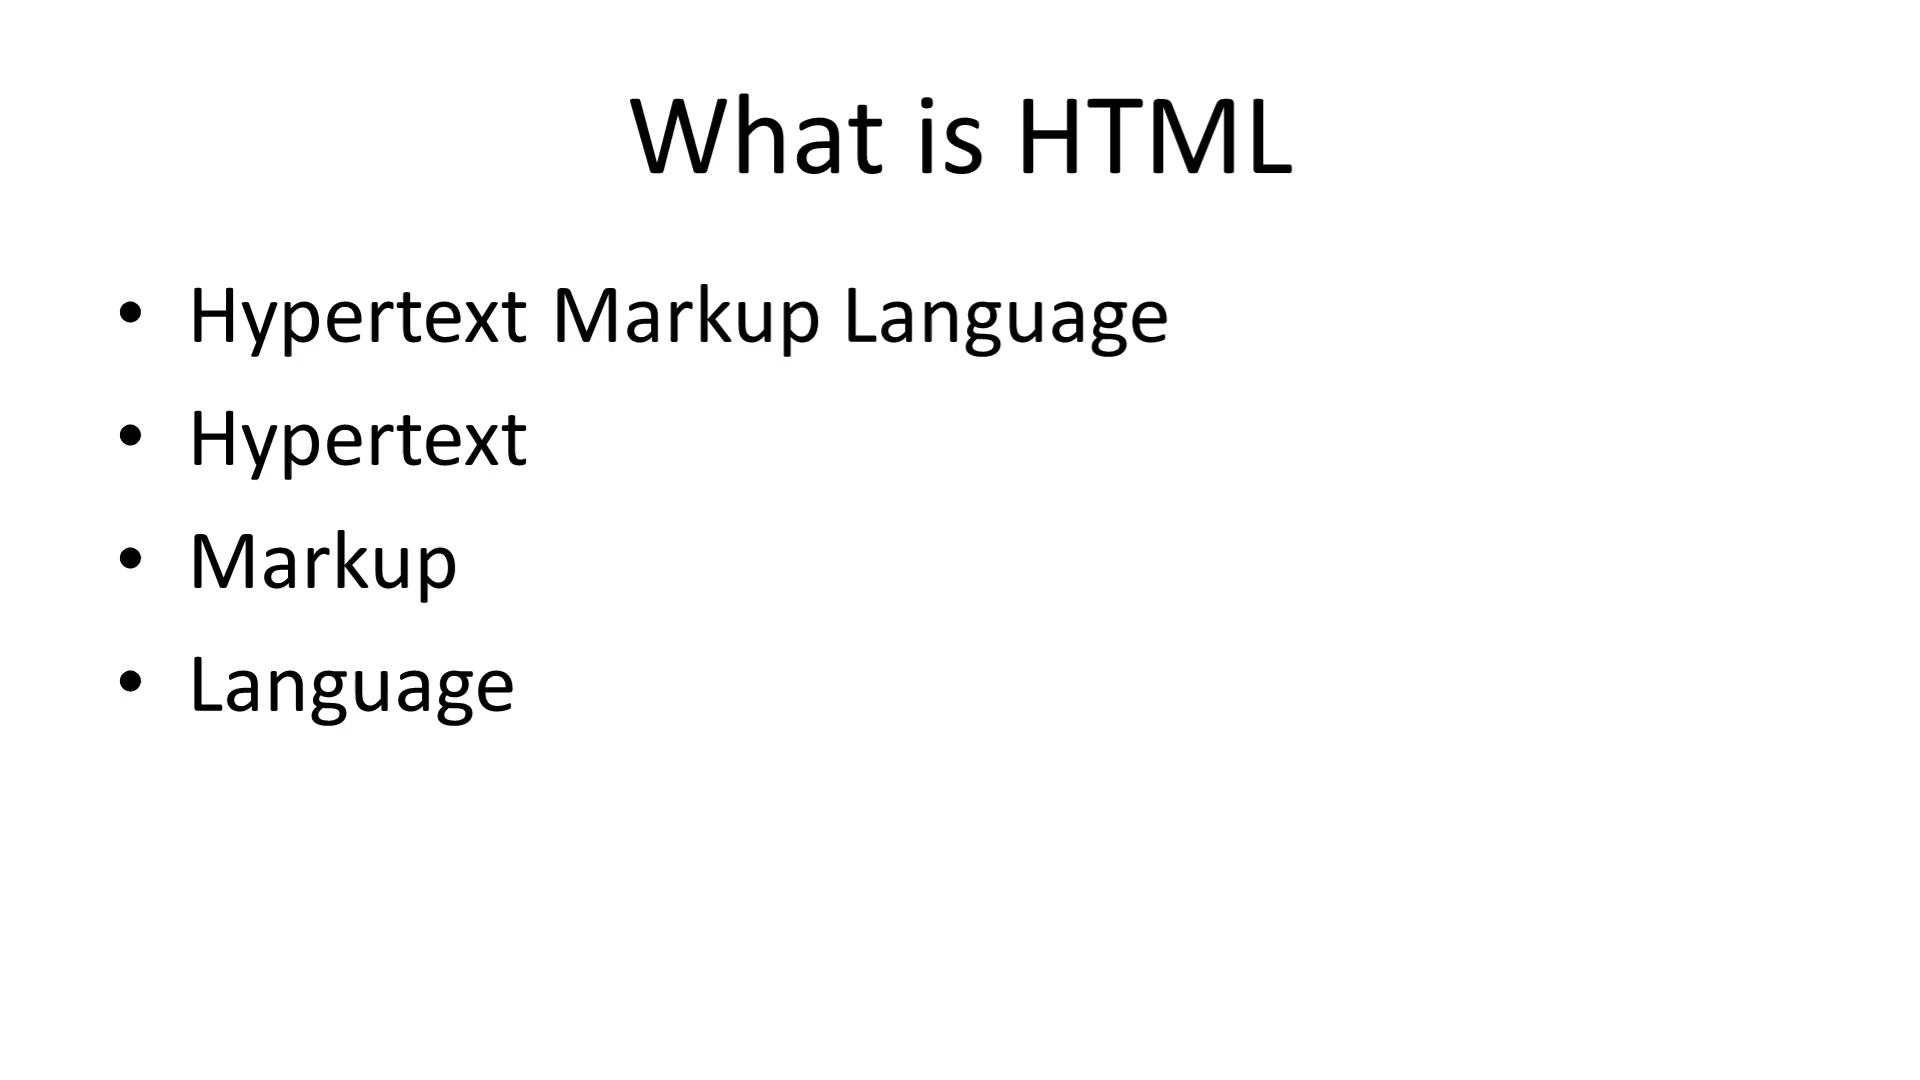 What is HTML
• Hypertext Markup Language
• Hypertext
• Markup
• Language